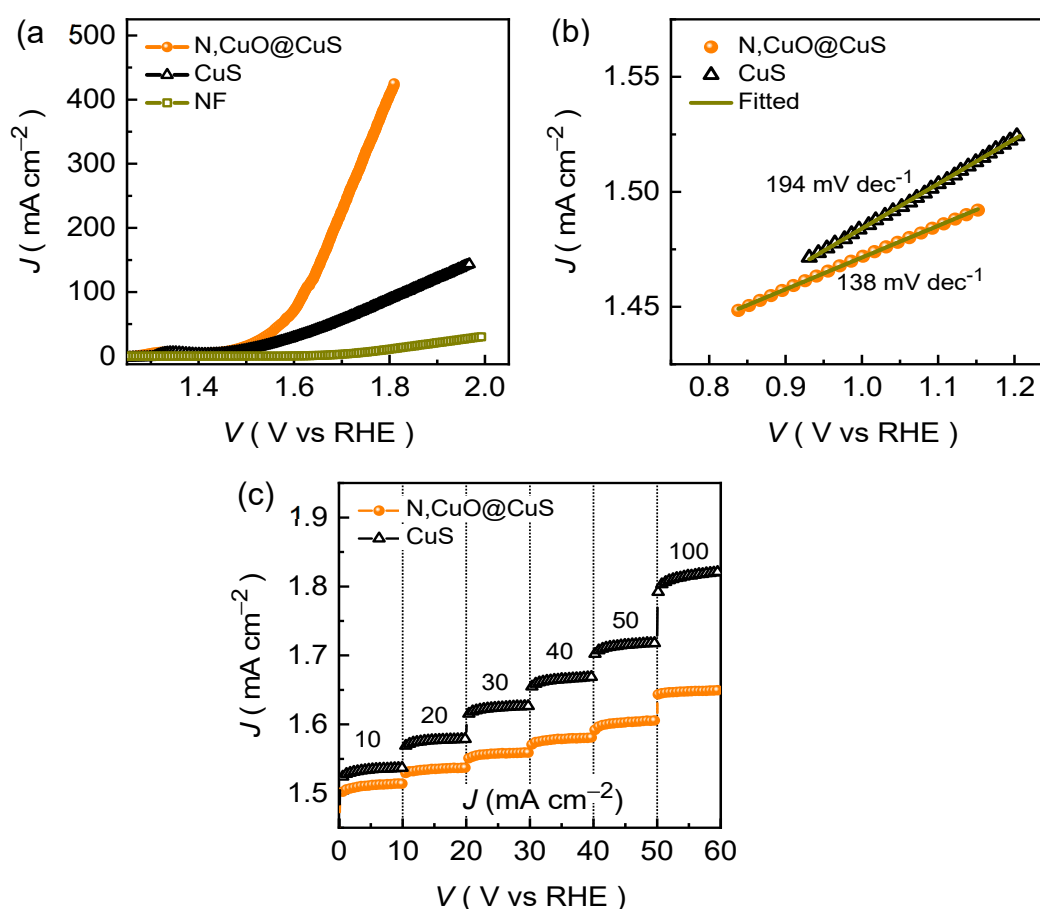 (a)
500
400
300
200
100
0
J ( mA cm⁻²)
N,CuO@CuS
CuS
NF
1.4 1.6 1.8 2.0
V ( V vs RHE )
(b)
1.55
1.50
1.45
J ( mA cm⁻²)
N,CuO@CuS
CuS
Fitted
194 mV dec⁻¹
138 mV dec⁻¹
0.8 0.9 1.0 1.1 1.2
V ( V vs RHE )
(c)
1.9
1.8
1.7
1.6
1.5
J ( mA cm⁻²)
N,CuO@CuS
CuS
10
20
30
40
50
100
J (mA cm⁻²)
0 10 20 30 40 50 60
V ( V vs RHE )